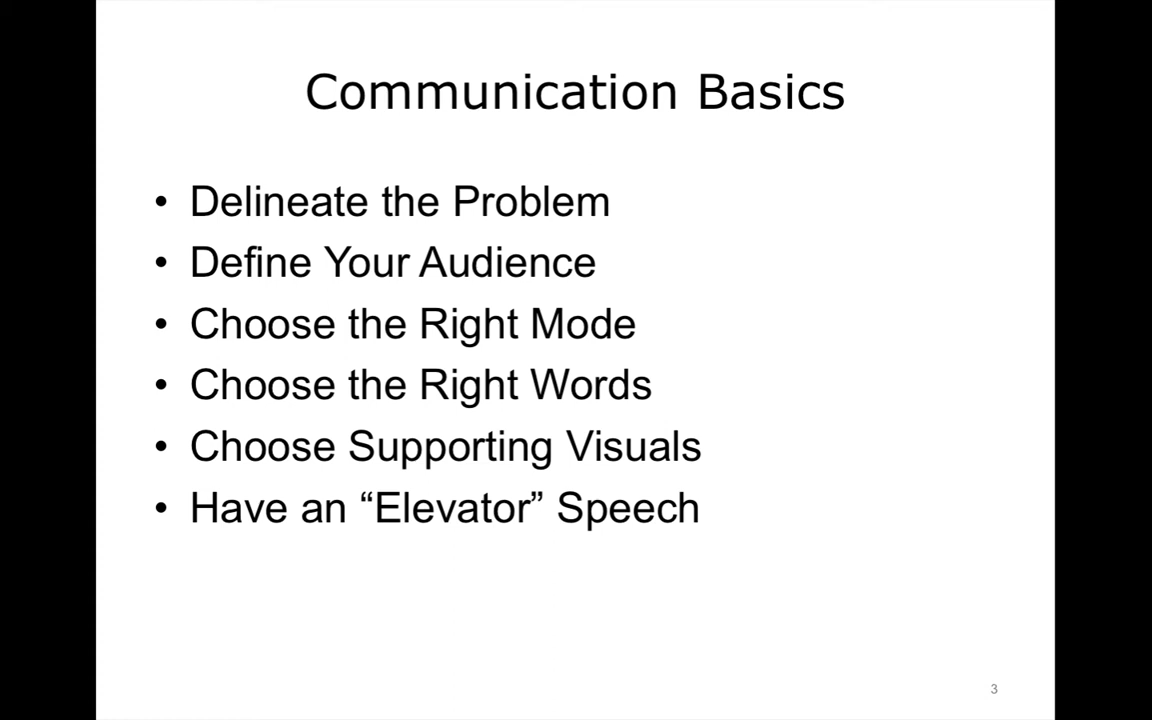 Communication Basics
• Delineate the Problem
• Define Your Audience
• Choose the Right Mode
• Choose the Right Words
• Choose Supporting Visuals
• Have an “Elevator” Speech
3